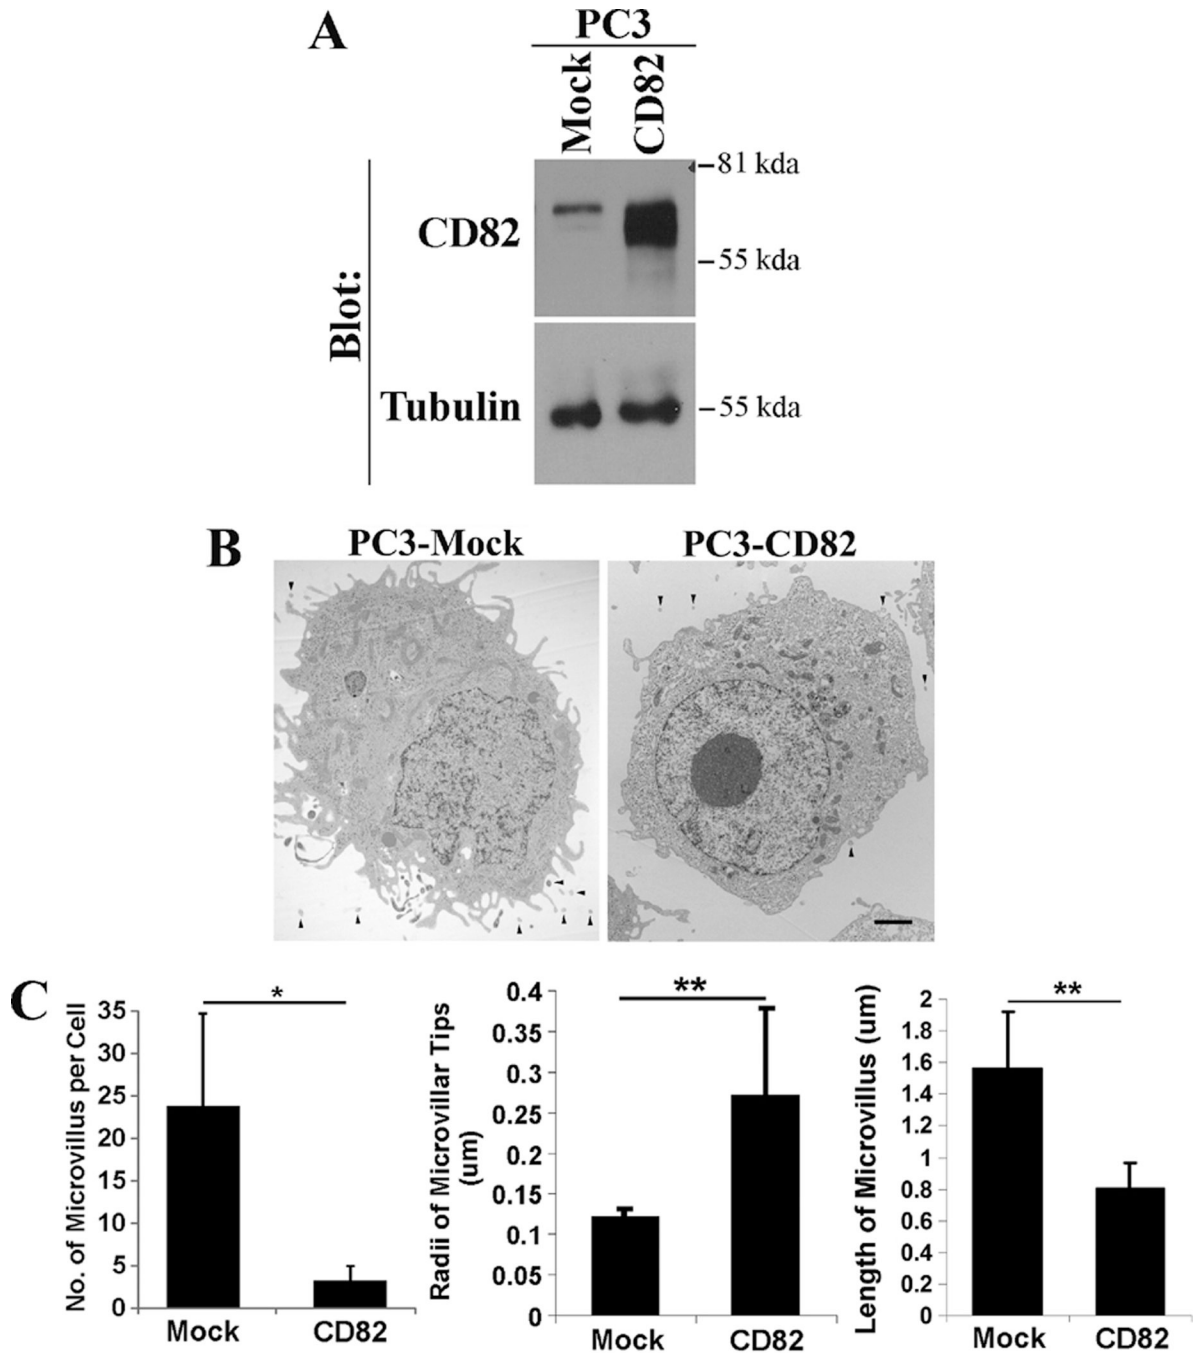 A
PC3
Mock
CD82
Blot:
CD82
81 kda
55 kda
Tubulin
55 kda
B
PC3-Mock
PC3-CD82
C
No. of Microvillus per Cell
35
30
25
20
15
10
5
0
*
Mock
CD82
Radii of Microvillar Tips
(um)
0.4
0.35
0.3
0.25
0.2
0.15
0.1
0.05
0
**
Mock
CD82
Length of Microvillus (um)
2
1.8
1.6
1.4
1.2
1
0.8
0.6
0.4
0.2
0
**
Mock
CD82